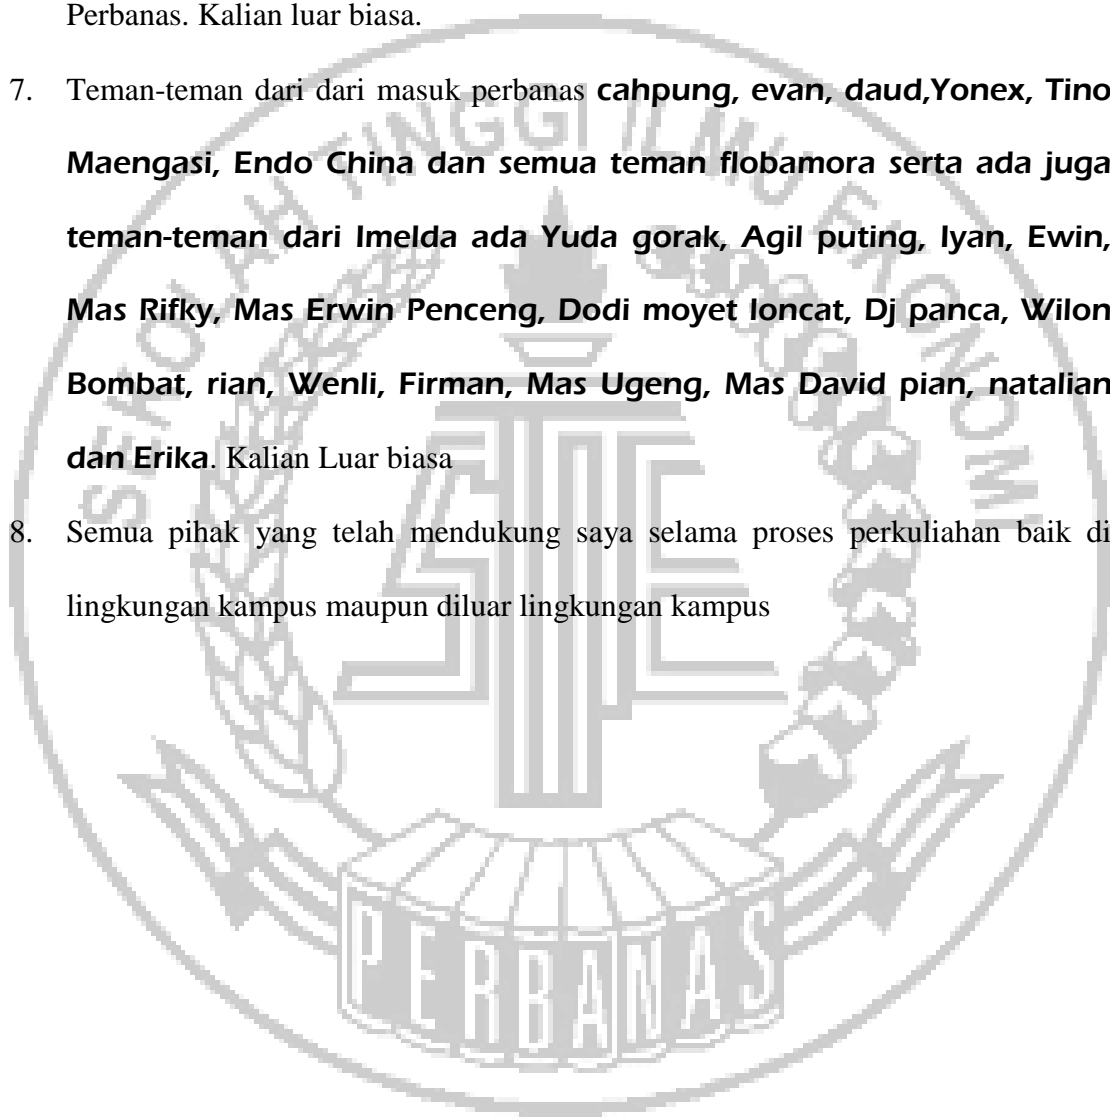 Perbanas. Kalian luar biasa.
7. Teman-teman dari dari masuk perbanas cahpung, evan, daud,Yonex, Tino
Maengasi, Endo China dan semua teman flobamora serta ada juga
teman-teman dari Imelda ada Yuda gorak, Agil puting, Iyan, Ewin,
Mas Rifky, Mas Erwin Penceng, Dodi moyet loncat, Dj panca, Wilon
Bombat, rian, Wenli, Firman, Mas Ugeng, Mas David pian, natalian
dan Erika. Kalian Luar biasa
8. Semua pihak yang telah mendukung saya selama proses perkuliahan baik di
lingkungan kampus maupun diluar lingkungan kampus
SEKOLAH TINGGI ILMU EKONOMI
PERBANAS